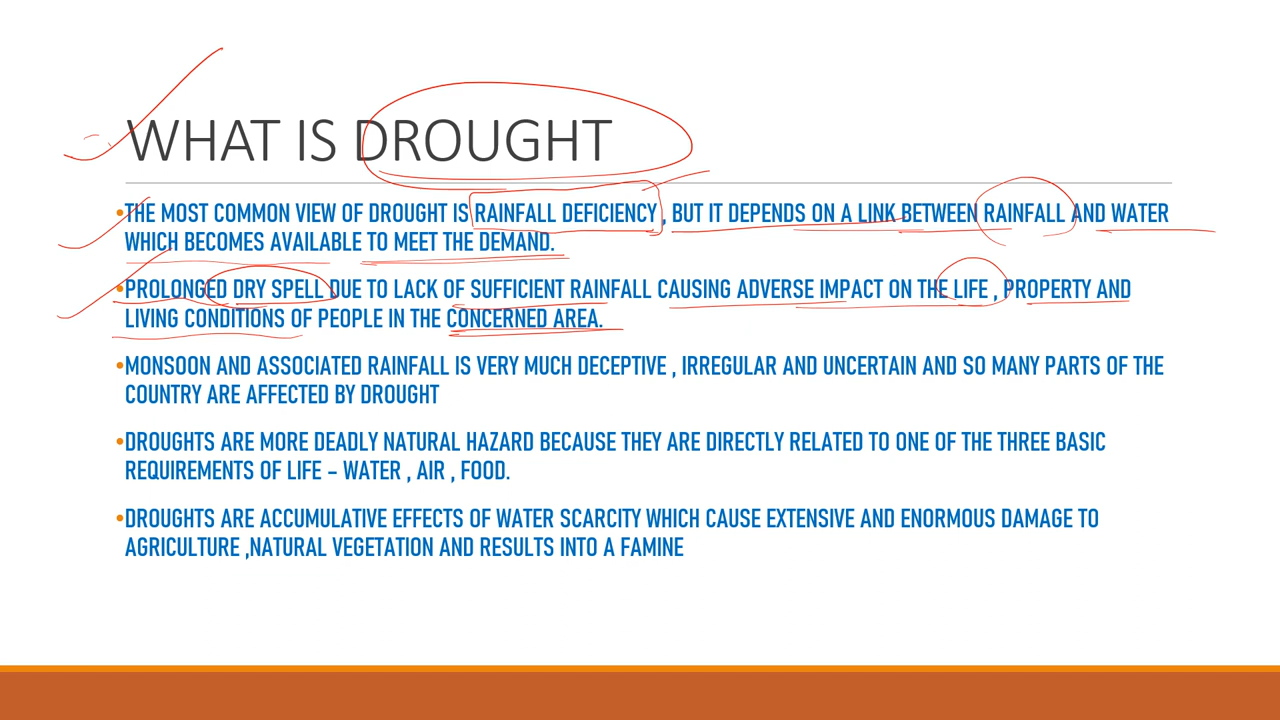 WHAT IS DROUGHT
•THE MOST COMMON VIEW OF DROUGHT IS RAINFALL DEFICIENCY , BUT IT DEPENDS ON A LINK BETWEEN RAINFALL AND WATER
WHICH BECOMES AVAILABLE TO MEET THE DEMAND.
•PROLONGED DRY SPELL DUE TO LACK OF SUFFICIENT RAINFALL CAUSING ADVERSE IMPACT ON THE LIFE , PROPERTY AND
LIVING CONDITIONS OF PEOPLE IN THE CONCERNED AREA.
•MONSOON AND ASSOCIATED RAINFALL IS VERY MUCH DECEPTIVE , IRREGULAR AND UNCERTAIN AND SO MANY PARTS OF THE
COUNTRY ARE AFFECTED BY DROUGHT
•DROUGHTS ARE MORE DEADLY NATURAL HAZARD BECAUSE THEY ARE DIRECTLY RELATED TO ONE OF THE THREE BASIC
REQUIREMENTS OF LIFE – WATER , AIR , FOOD.
•DROUGHTS ARE ACCUMULATIVE EFFECTS OF WATER SCARCITY WHICH CAUSE EXTENSIVE AND ENORMOUS DAMAGE TO
AGRICULTURE ,NATURAL VEGETATION AND RESULTS INTO A FAMINE